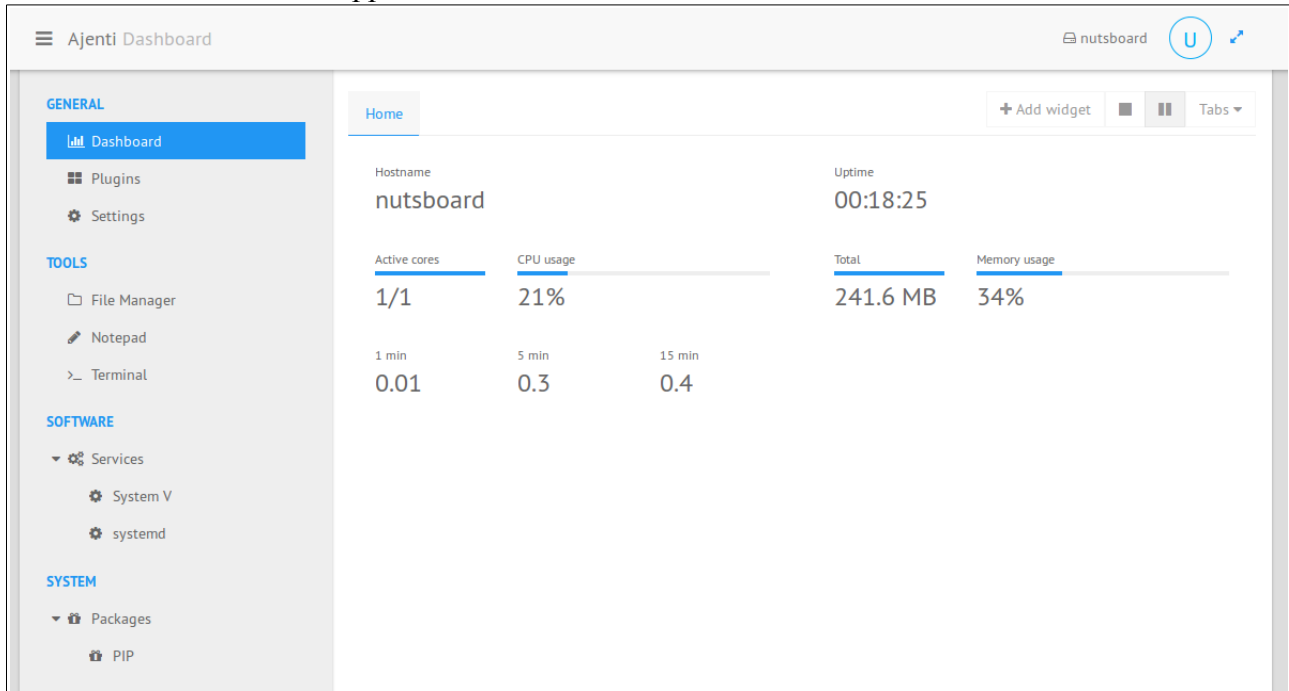 Ajenti Dashboard
nutsboard U
GENERAL
Dashboard
Plugins
Settings
TOOLS
File Manager
Notepad
>_ Terminal
SOFTWARE
Services
System V
systemd
SYSTEM
Packages
PIP
Home
+ Add widget Tabs
Hostname
nutsboard
Uptime
00:18:25
Active cores CPU usage
1/1 21%
Total Memory usage
241.6 MB 34%
1 min 5 min 15 min
0.01 0.3 0.4